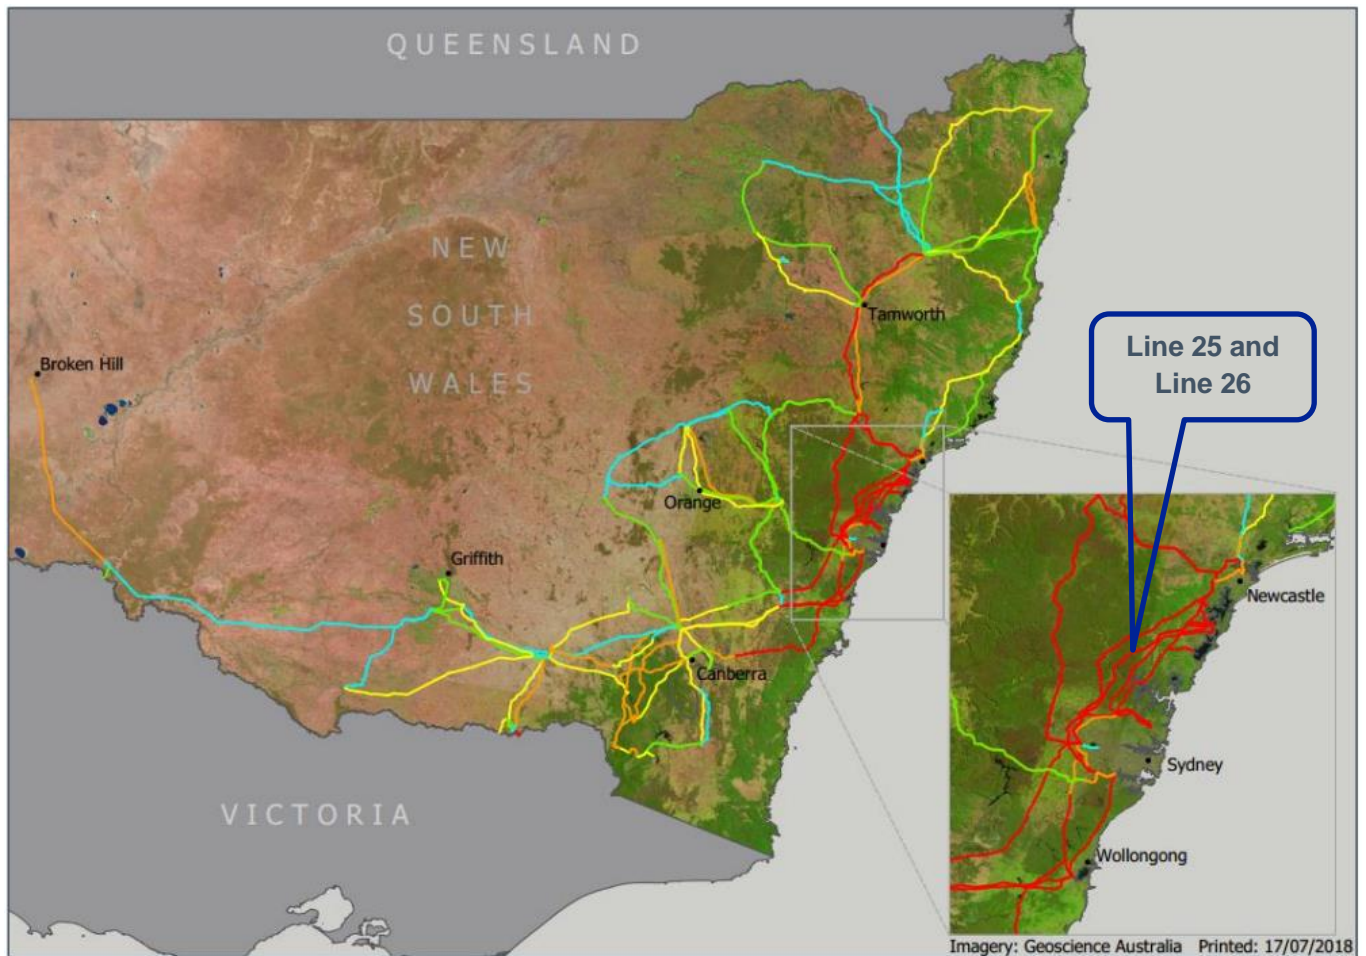 QUEENSLAND
NEW
SOUTH
WALES
Broken Hill
Tamworth
Line 25 and
Line 26
Orange
Griffith
Newcastle
Canberra
Sydney
VICTORIA
Wollongong
Imagery: Geoscience Australia Printed: 17/07/2018